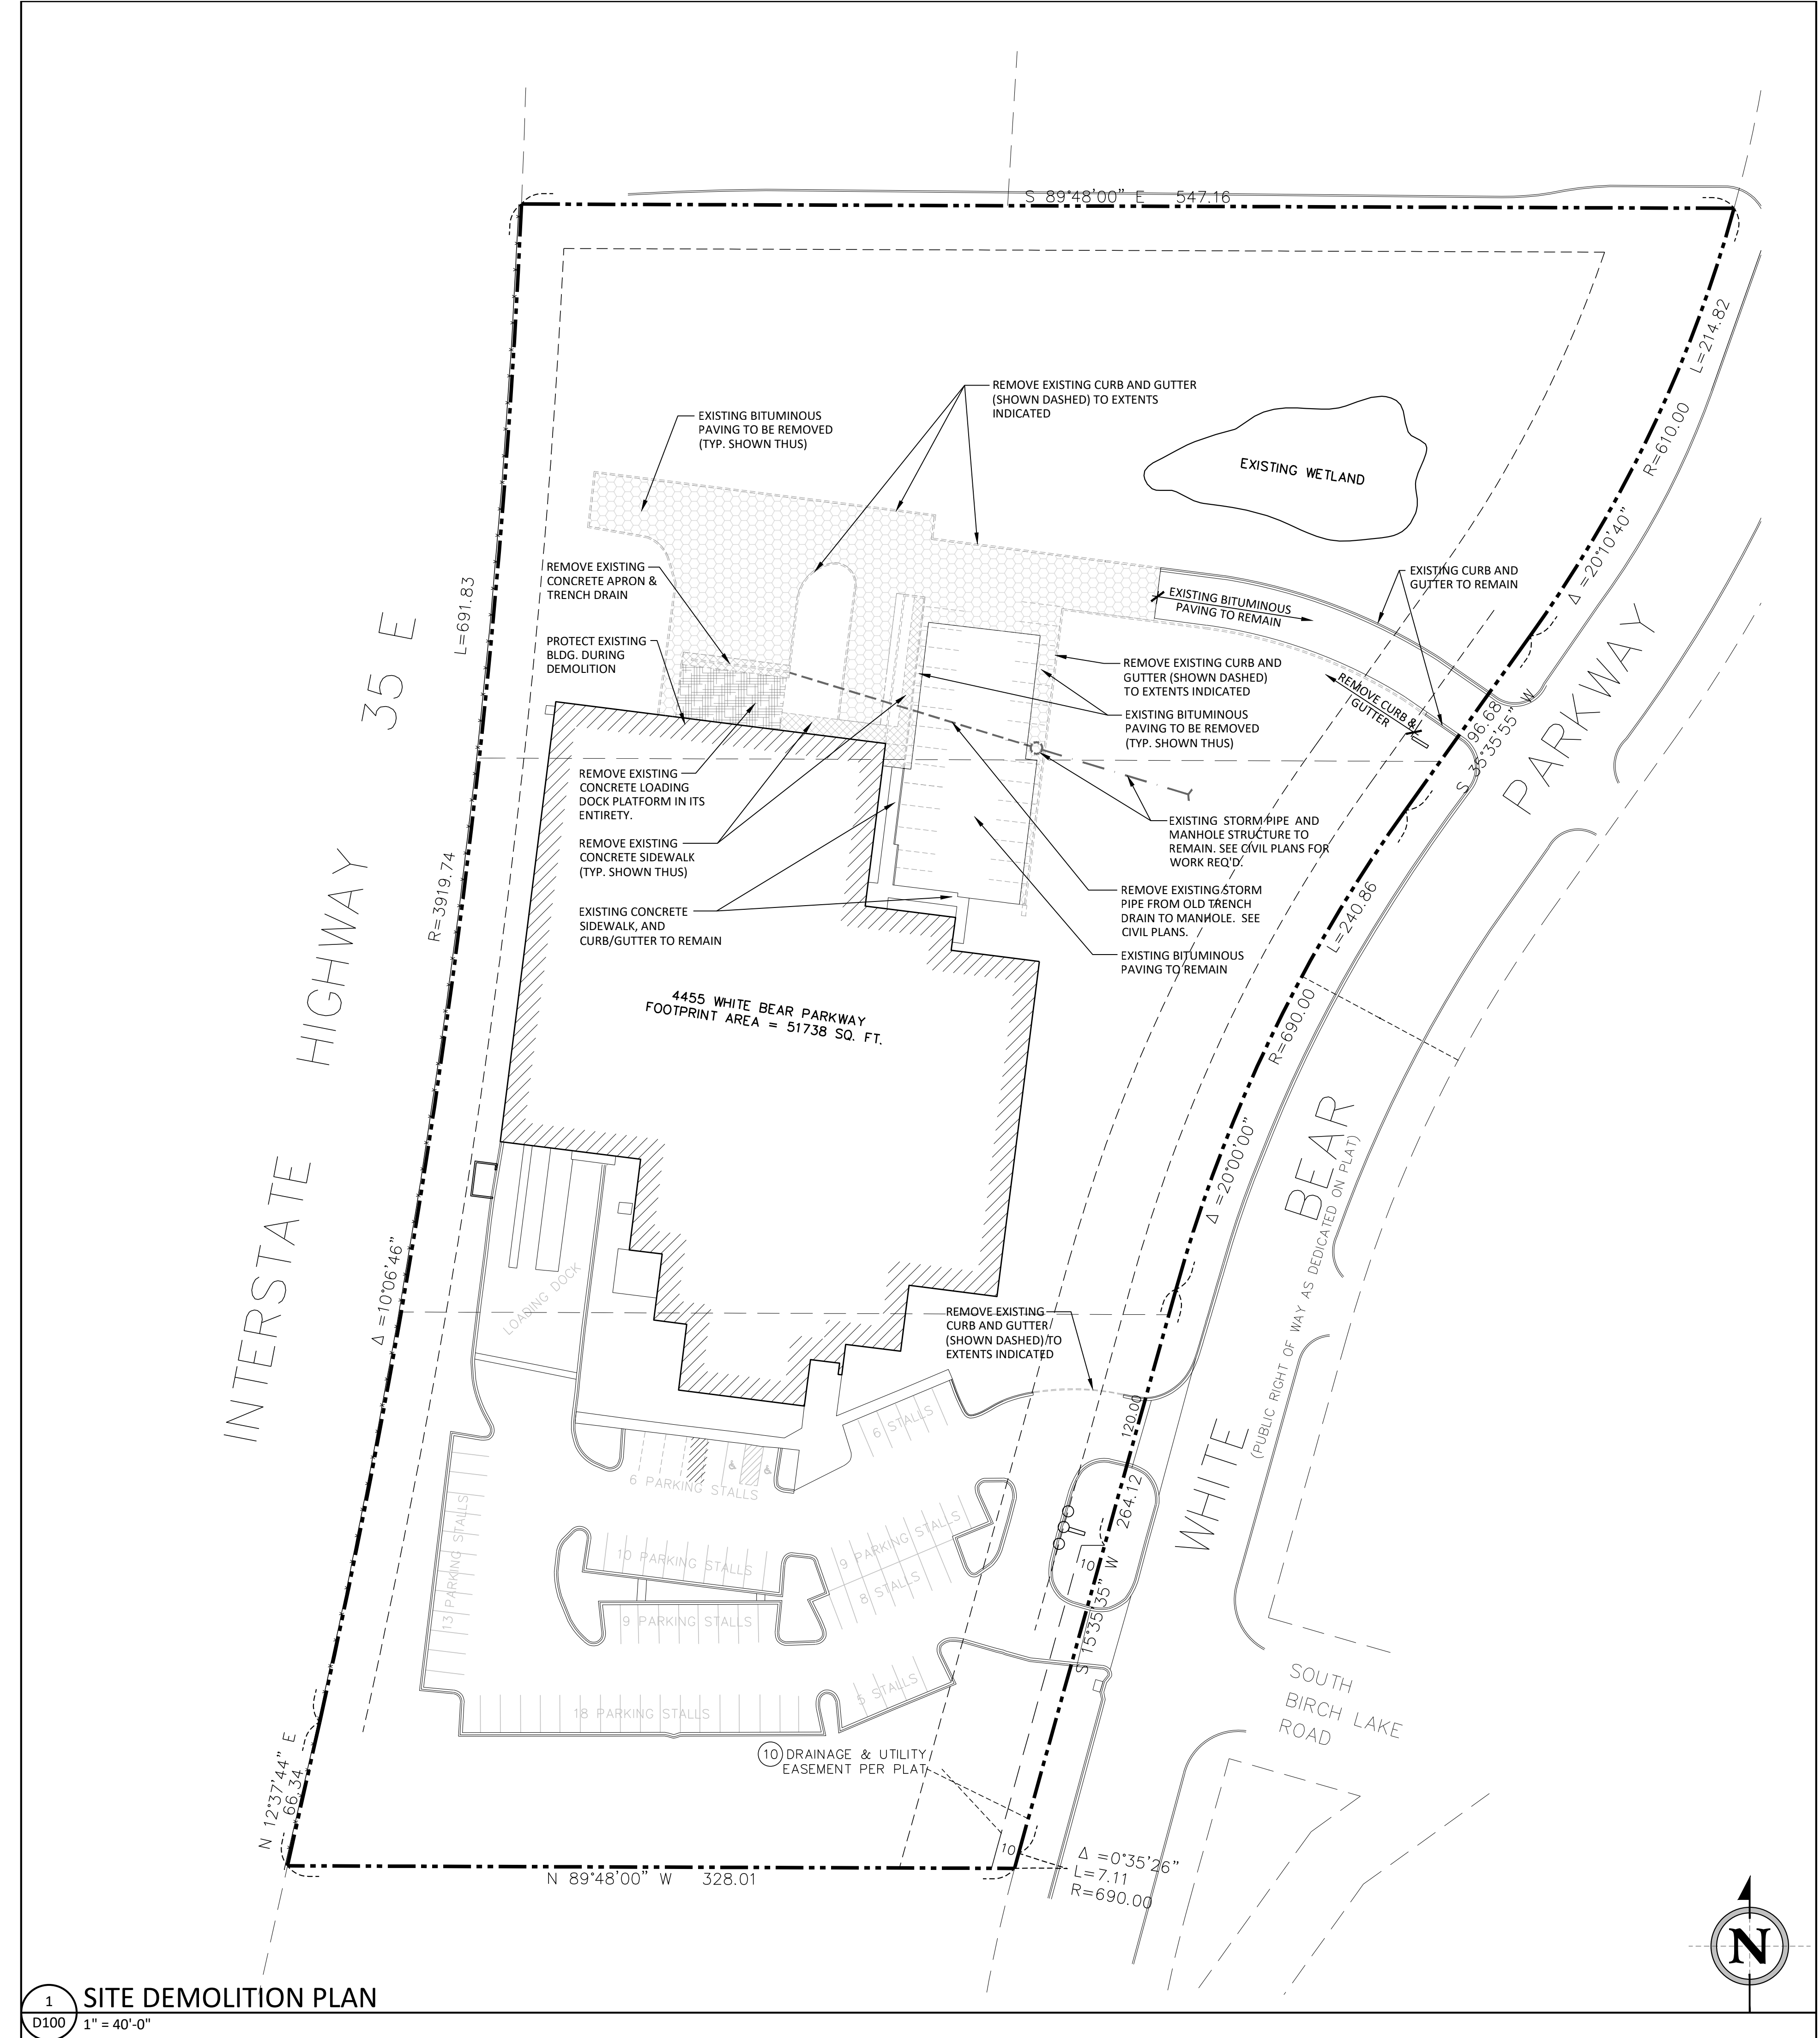 S 89°48'00" E 547.16
L=214.82
R=610.00
Δ =20°10'40"
REMOVE EXISTING CURB AND GUTTER
(SHOWN DASHED) TO EXTENTS
INDICATED
EXISTING BITUMINOUS
PAVING TO BE REMOVED
(TYP. SHOWN THUS)
EXISTING WETLAND
REMOVE EXISTING
CONCRETE APRON &
TRENCH DRAIN
EXISTING CURB AND
GUTTER TO REMAIN
EXISTING BITUMINOUS
PAVING TO REMAIN
L=691.83
PROTECT EXISTING
BLDG. DURING
DEMOLITION
REMOVE EXISTING CURB AND
GUTTER (SHOWN DASHED)
TO EXTENTS INDICATED
REMOVE CURB &
GUTTER
96.68
S 35°35'55" W
EXISTING BITUMINOUS
PAVING TO BE REMOVED
(TYP. SHOWN THUS)
REMOVE EXISTING
CONCRETE LOADING
DOCK PLATFORM IN ITS
ENTIRETY.
EXISTING STORM PIPE AND
MANHOLE STRUCTURE TO
REMAIN. SEE CIVIL PLANS FOR
WORK REQ'D.
REMOVE EXISTING
CONCRETE SIDEWALK
(TYP. SHOWN THUS)
REMOVE EXISTING STORM
PIPE FROM OLD TRENCH
DRAIN TO MANHOLE. SEE
CIVIL PLANS.
EXISTING CONCRETE
SIDEWALK, AND
CURB/GUTTER TO REMAIN
EXISTING BITUMINOUS
PAVING TO REMAIN
R=3919.74
L=240.86
R=690.00
Δ =20°00'00"
4455 WHITE BEAR PARKWAY
FOOTPRINT AREA = 51738 SQ. FT.
INTERSTATE HIGHWAY 35 E
WHITE BEAR PARKWAY
(PUBLIC RIGHT OF WAY AS DEDICATED ON PLAT)
Δ =10°06'46"
LOADING DOCK
REMOVE EXISTING
CURB AND GUTTER
(SHOWN DASHED) TO
EXTENTS INDICATED
120.00
264.12
6 STALLS
6 PARKING STALLS
13 PARKING STALLS
10 PARKING STALLS
9 PARKING STALLS
8 STALLS
10
S 15°35'35" W
9 PARKING STALLS
5 STALLS
18 PARKING STALLS
SOUTH
BIRCH LAKE
ROAD
10 DRAINAGE & UTILITY
EASEMENT PER PLAT
N 12°37'44" E
66.34
10
Δ =0°35'26"
L=7.11
R=690.00
N 89°48'00" W 328.01
N
1
D100
SITE DEMOLITION PLAN
1" = 40'-0"